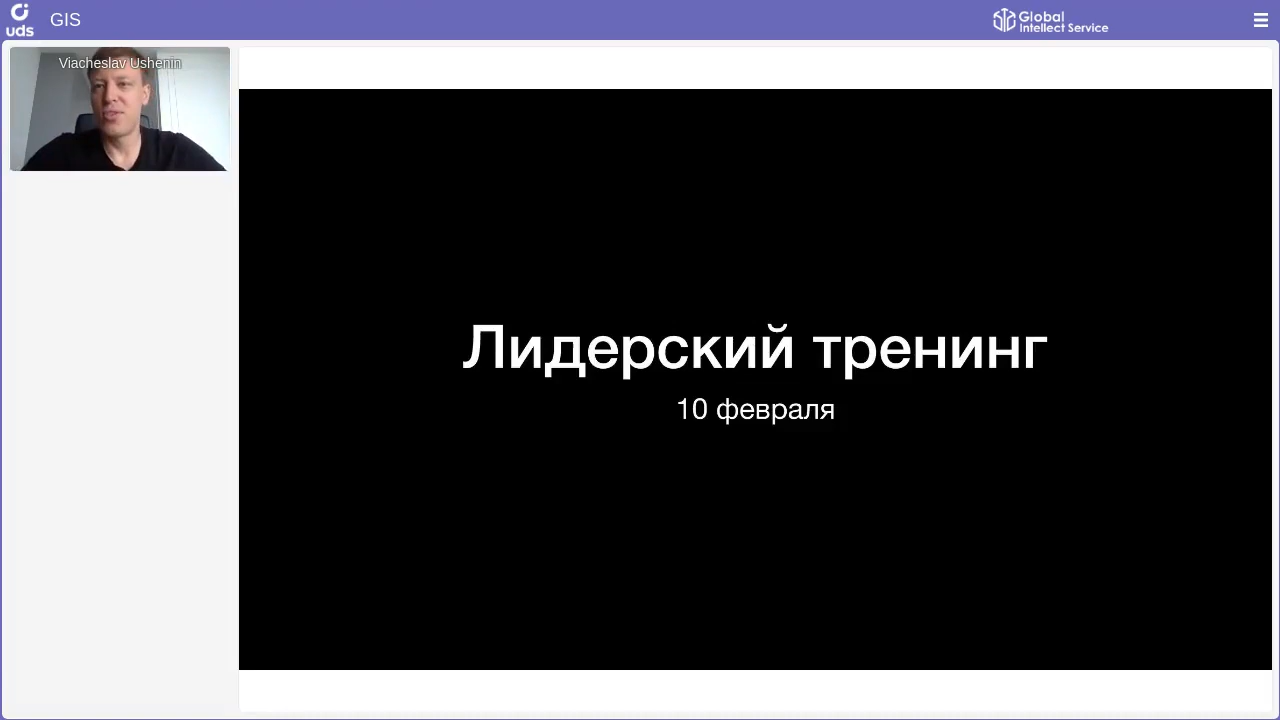 uds
GIS
Global
Intellect Service
Viacheslav Ushenin
Лидерский тренинг
10 февраля